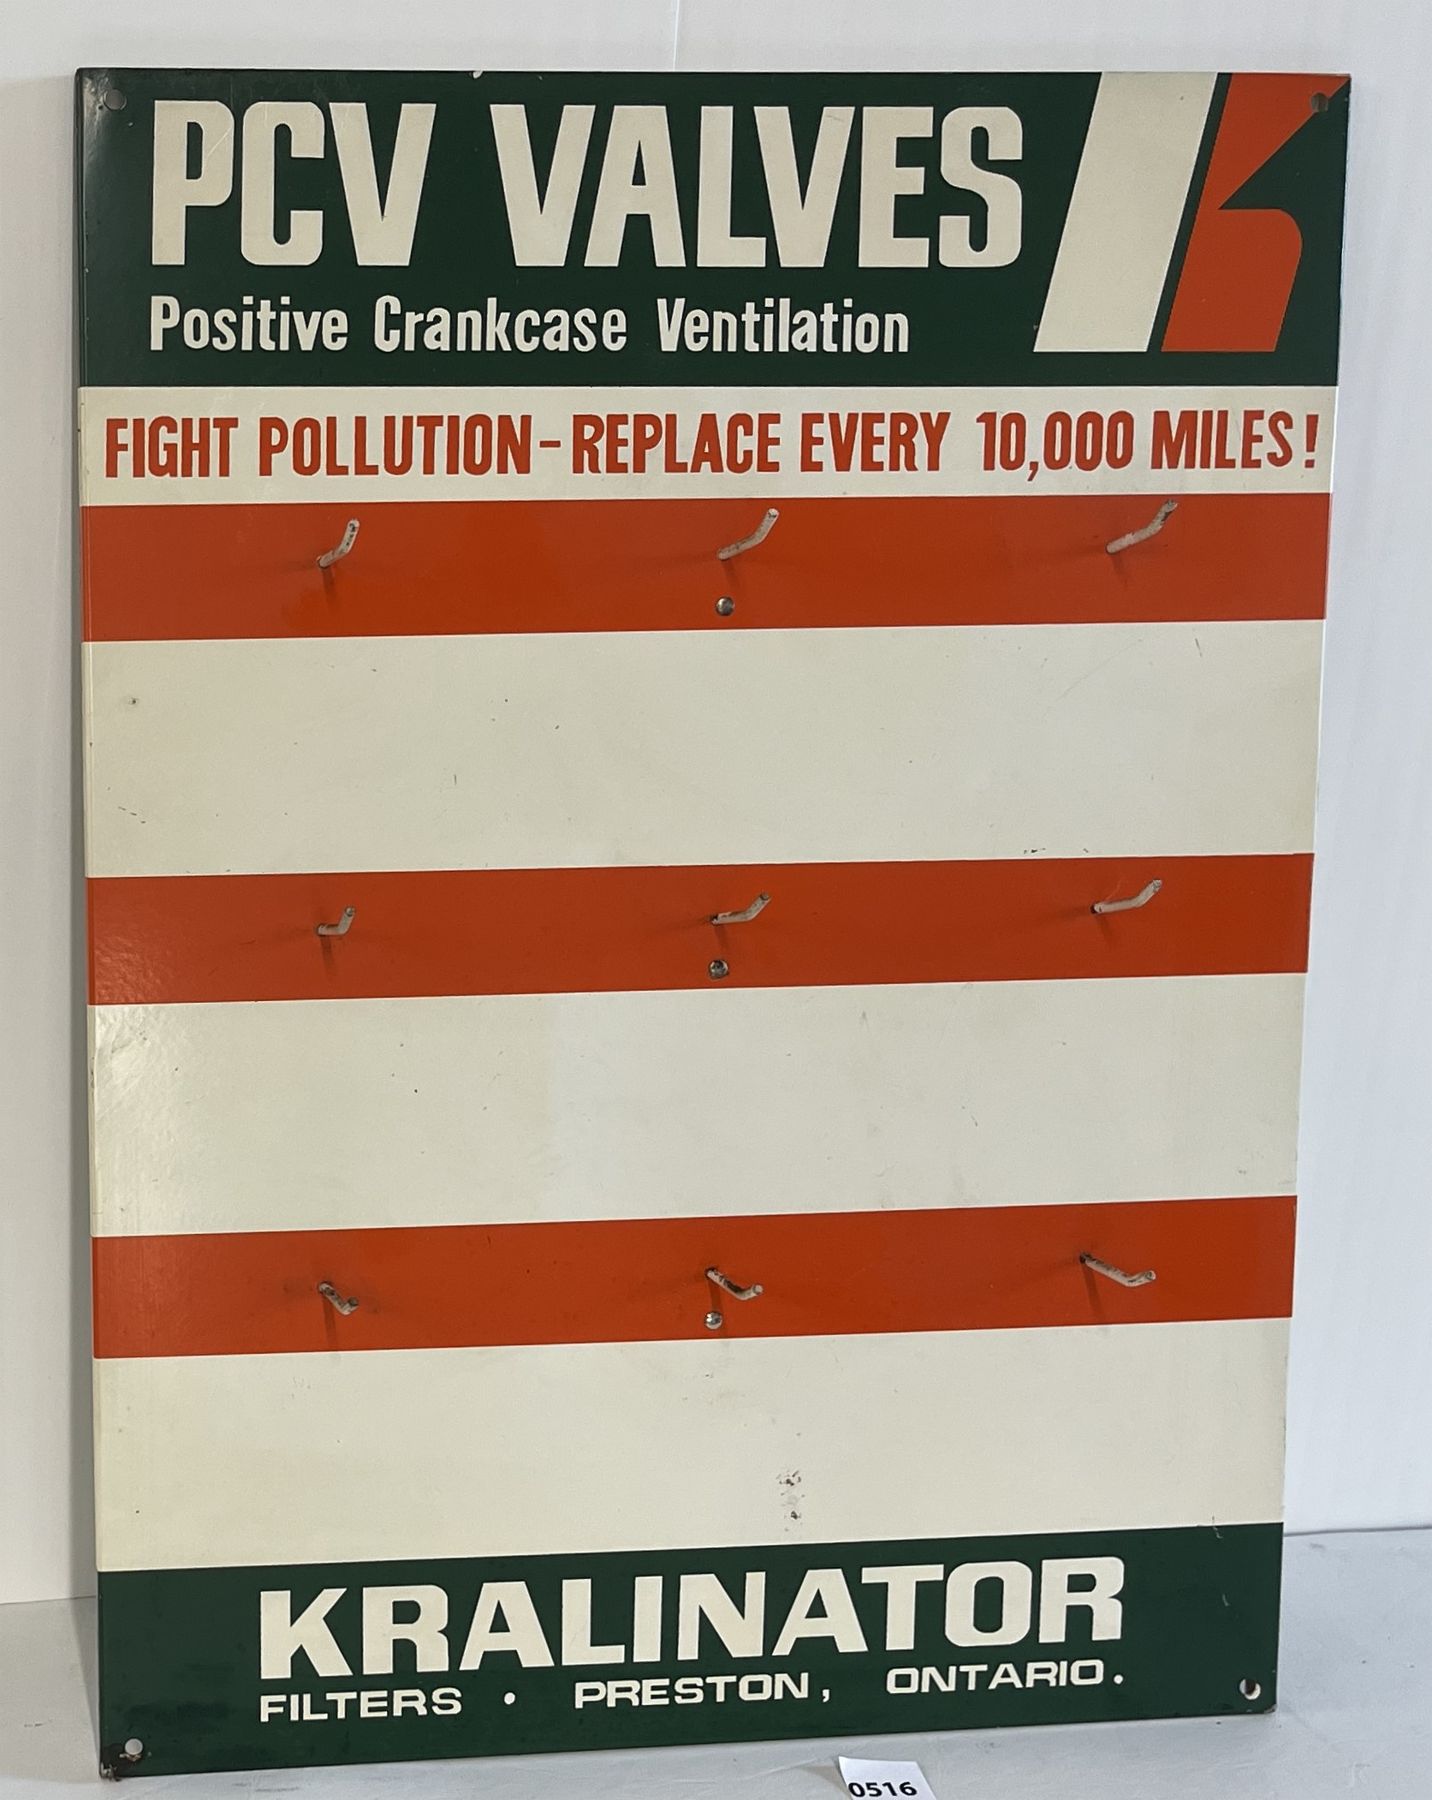 PCV VALVES
Positive Crankcase Ventilation
FIGHT POLLUTION-REPLACE EVERY 10,000 MILES!
KRALINATOR
FILTERS • PRESTON, ONTARIO.
0516